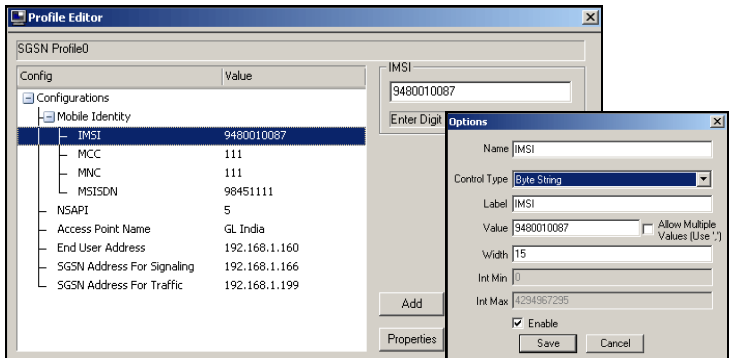 Profile Editor
SGSN Profile0
Config Value
Configurations
Mobile Identity
IMSI 9480010087
MCC 111
MNC 111
MSISDN 98451111
NSAPI 5
Access Point Name GL India
End User Address 192.168.1.160
SGSN Address For Signaling 192.168.1.166
SGSN Address For Traffic 192.168.1.199
IMSI
9480010087
Enter Digit
Add
Properties
Options
Name IMSI
Control Type Byte String
Label IMSI
Value 9480010087 Allow Multiple
Values (Use ',')
Width 15
Int Min 0
Int Max 4294967295
Enable
Save Cancel